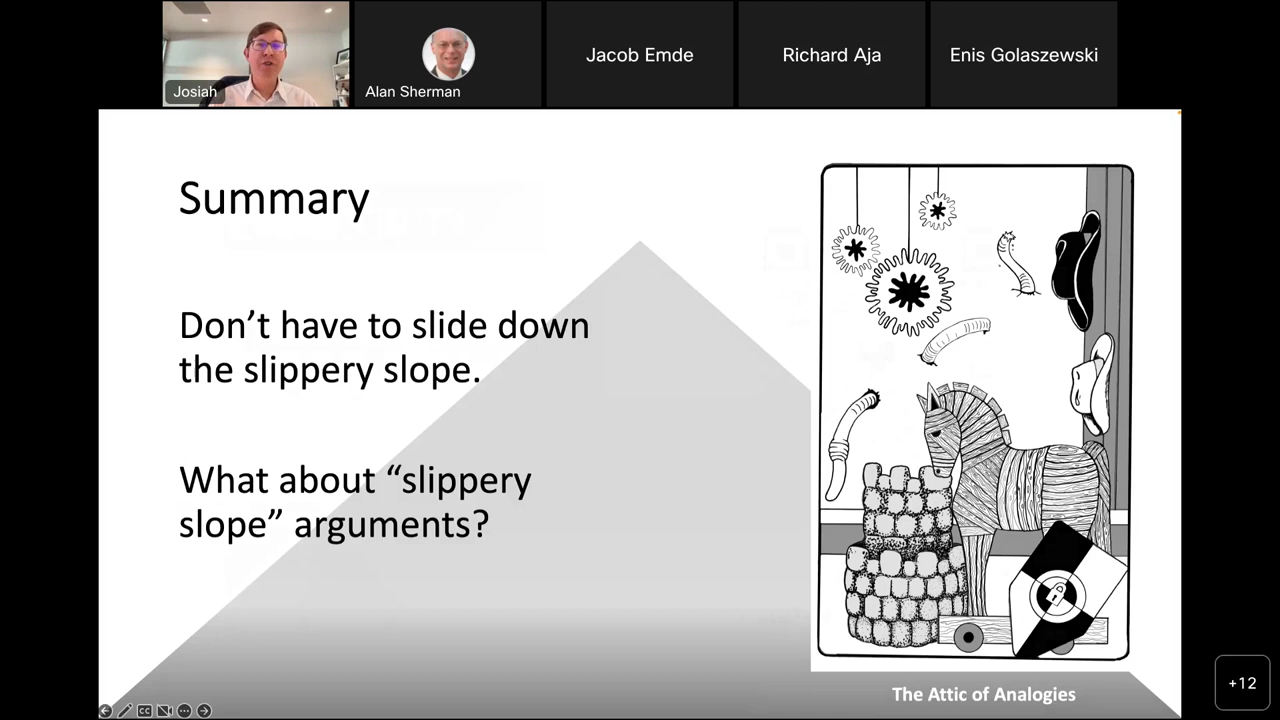 Josiah
Alan Sherman
Jacob Emde
Richard Aja
Enis Golaszewski
Summary
Don’t have to slide down
the slippery slope.
What about “slippery
slope” arguments?
The Attic of Analogies
CC
+12